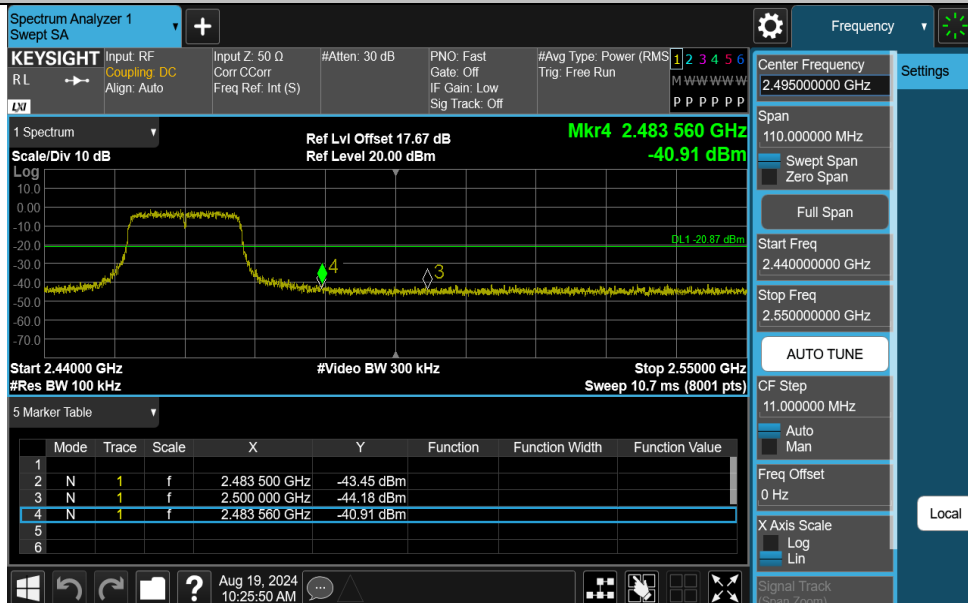 Spectrum Analyzer 1
Swept SA
+
Frequency
KEYSIGHT
RL
LXI
Input: RF
Coupling: DC
Align: Auto
Input Z: 50 Ω
Corr CCorr
Freq Ref: Int (S)
#Atten: 30 dB
PNO: Fast
Gate: Off
IF Gain: Low
Sig Track: Off
#Avg Type: Power (RMS
Trig: Free Run
1 2 3 4 5 6
M W W W W W
P P P P P P
Center Frequency
2.495000000 GHz
Settings
Span
110.000000 MHz
Swept Span
Zero Span
Full Span
Start Freq
2.440000000 GHz
Stop Freq
2.550000000 GHz
AUTO TUNE
CF Step
11.000000 MHz
Auto
Man
Freq Offset
0 Hz
Local
X Axis Scale
Log
Lin
Signal Track
(Span Zoom)
1 Spectrum
Scale/Div 10 dB
Ref Lvl Offset 17.67 dB
Ref Level 20.00 dBm
Mkr4 2.483 560 GHz
-40.91 dBm
Log
10.0
0.00
-10.0
-20.0
-30.0
-40.0
-50.0
-60.0
-70.0
DL1 -20.87 dBm
4
3
Start 2.44000 GHz
#Video BW 300 kHz
Stop 2.55000 GHz
#Res BW 100 kHz
Sweep 10.7 ms (8001 pts)
5 Marker Table
Mode Trace Scale X Y Function Function Width Function Value
1
2 N 1 f 2.483 500 GHz -43.45 dBm
3 N 1 f 2.500 000 GHz -44.18 dBm
4 N 1 f 2.483 560 GHz -40.91 dBm
5
6
?
Aug 19, 2024
10:25:50 AM